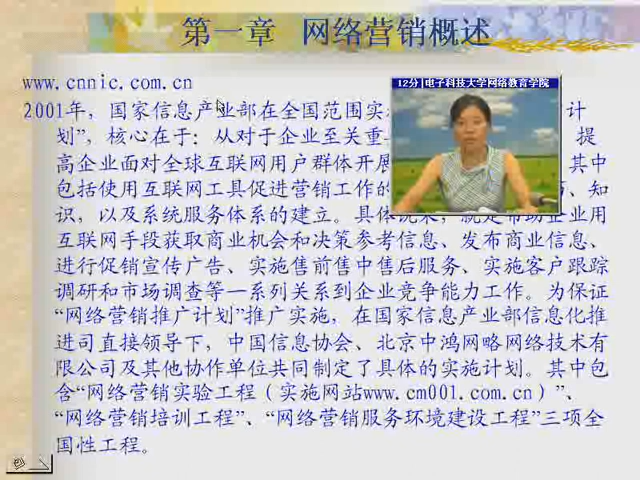 第一章 网络营销概述
www.cnnic.com.cn
12分|电子科技大学网络教育学院
2001年，国家信息产业部在全国范围实 计
划”，核心在于：从对于企业至关重 提
高企业面对全球互联网用户群体开展 其中
包括使用互联网工具促进营销工作的 、知
识，以及系统服务体系的建立。具体说来，就是帮助企业用
互联网手段获取商业机会和决策参考信息、发布商业信息、
进行促销宣传广告、实施售前售中售后服务、实施客户跟踪
调研和市场调查等一系列关系到企业竞争能力工作。为保证
“网络营销推广计划”推广实施，在国家信息产业部信息化推
进司直接领导下，中国信息协会、北京中鸿网略网络技术有
限公司及其他协作单位共同制定了具体的实施计划。其中包
含“网络营销实验工程（实施网站www.cm001.com.cn）”、
“网络营销培训工程”、“网络营销服务环境建设工程”三项全
国性工程。